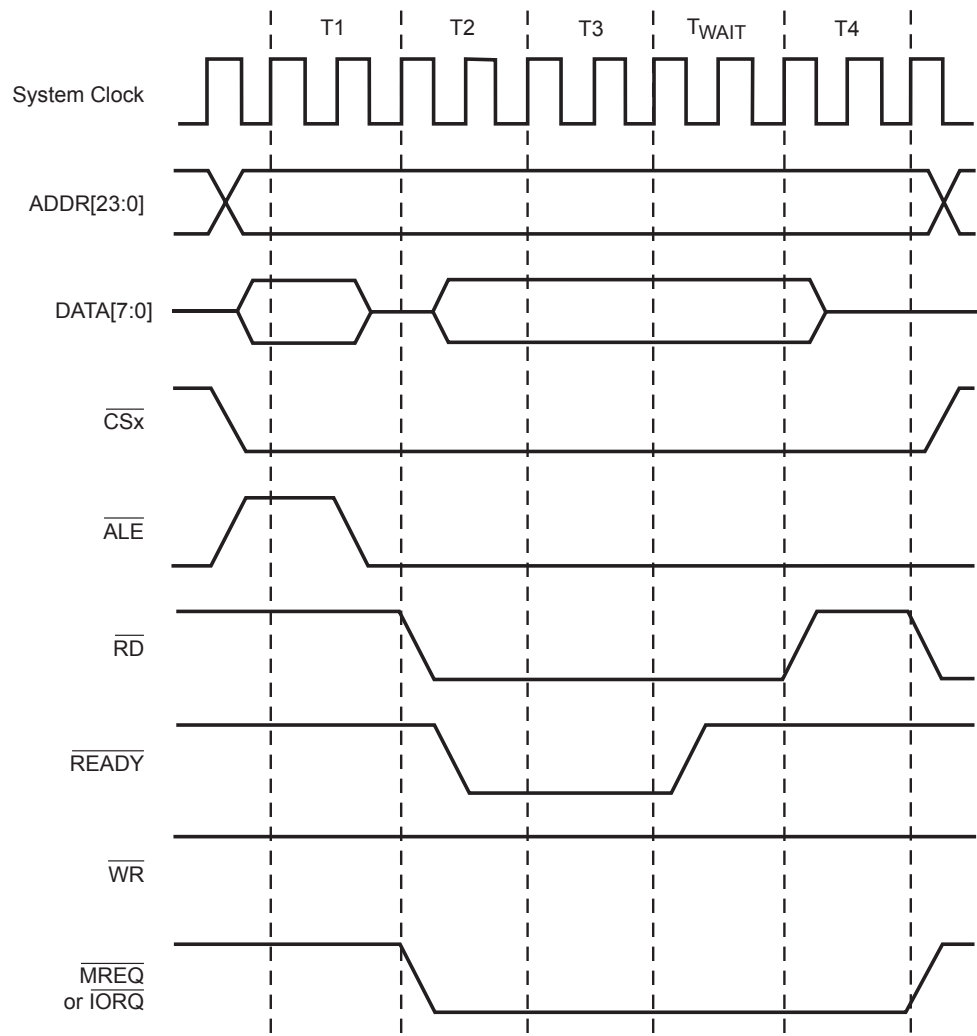 T1 T2 T3 TWAIT T4
System Clock
ADDR[23:0]
DATA[7:0]
CSx
ALE
RD
READY
WR
MREQ
or IORQ